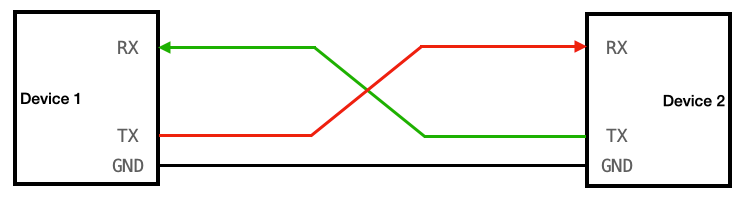 RX
Device 1
TX
GND
RX
Device 2
TX
GND